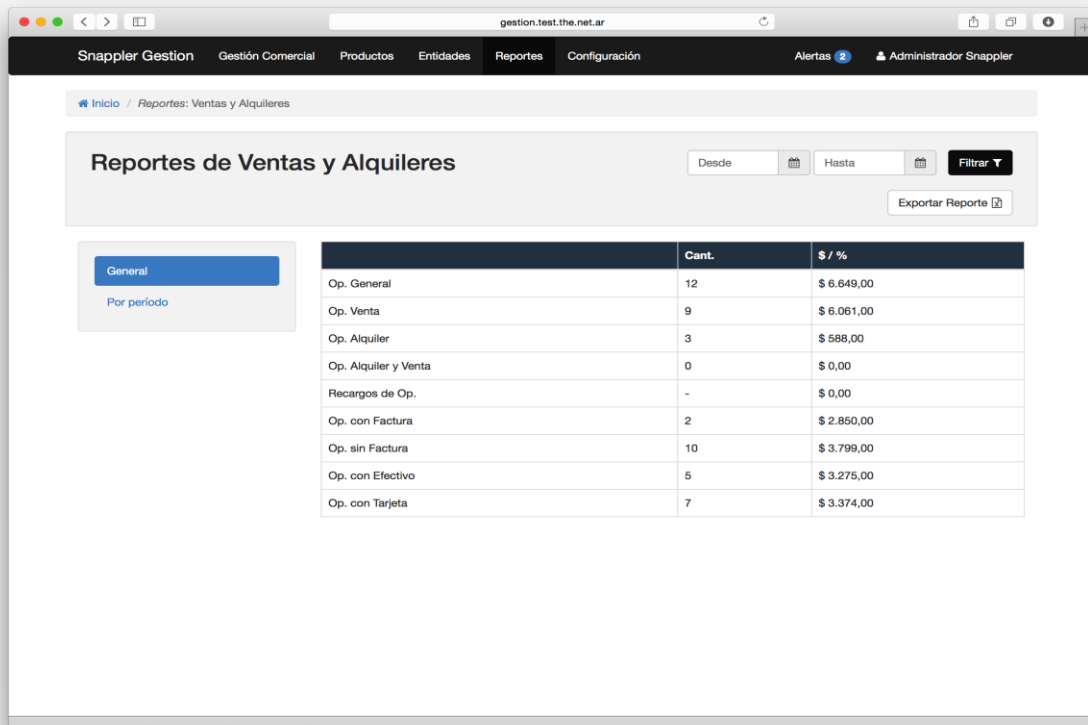 gestion.test.the.net.ar
Snappler Gestion Gestión Comercial Productos Entidades Reportes Configuración Alertas 2 Administrador Snappler
Inicio / Reportes: Ventas y Alquileres
Reportes de Ventas y Alquileres Desde Hasta Filtrar
Exportar Reporte
General
Por período
Cant. $ / %
Op. General 12 $ 6.649,00
Op. Venta 9 $ 6.061,00
Op. Alquiler 3 $ 588,00
Op. Alquiler y Venta 0 $ 0,00
Recargos de Op. - $ 0,00
Op. con Factura 2 $ 2.850,00
Op. sin Factura 10 $ 3.799,00
Op. con Efectivo 5 $ 3.275,00
Op. con Tarjeta 7 $ 3.374,00